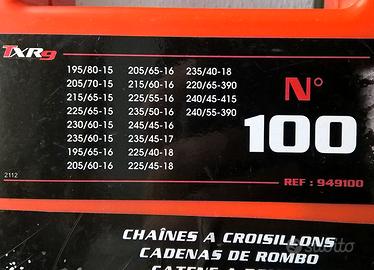 TXR9
195/80-15 205/65-16 235/40-18
205/70-15 215/60-16 220/65-390
215/65-15 225/55-16 240/45-415
225/65-15 235/50-16 240/55-390
230/60-15 245/45-16
235/60-15 235/45-17
195/65-16 225/40-18
205/60-16 225/45-18
N° 100
2112
REF : 949100
CHAÎNES A CROISILLONS
CADENAS DE ROMBO
subito